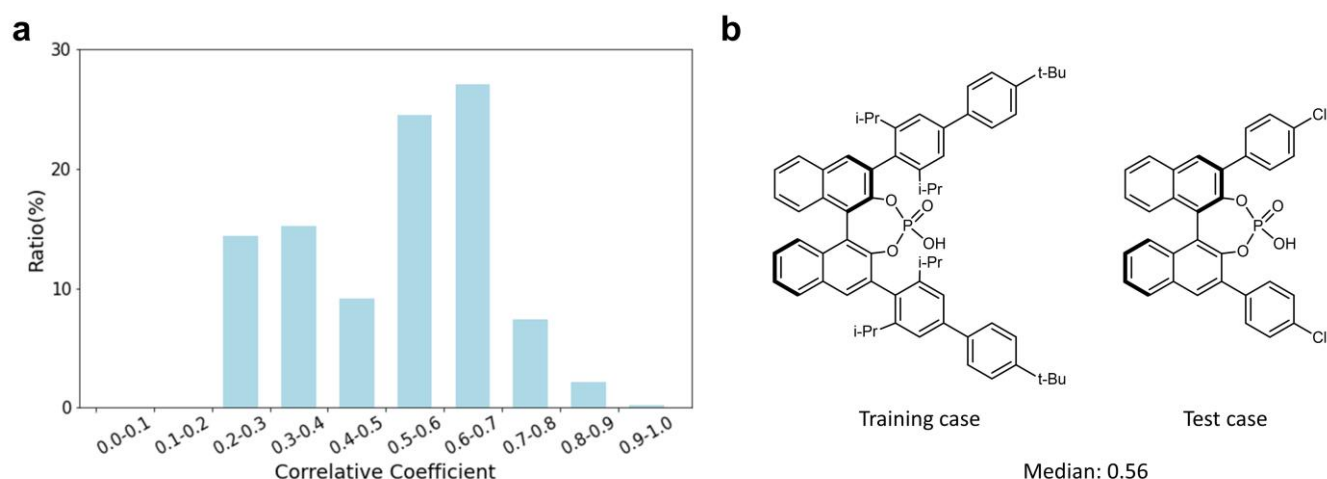 a
30
20
10
0
Ratio(%)
0.0-0.1
0.1-0.2
0.2-0.3
0.3-0.4
0.4-0.5
0.5-0.6
0.6-0.7
0.7-0.8
0.8-0.9
0.9-1.0
Correlative Coefficient
b
t-Bu
i-Pr
i-Pr
O
O
P
OH
O
i-Pr
i-Pr
t-Bu
Training case
Cl
O
O
P
OH
O
Cl
Test case
Median: 0.56